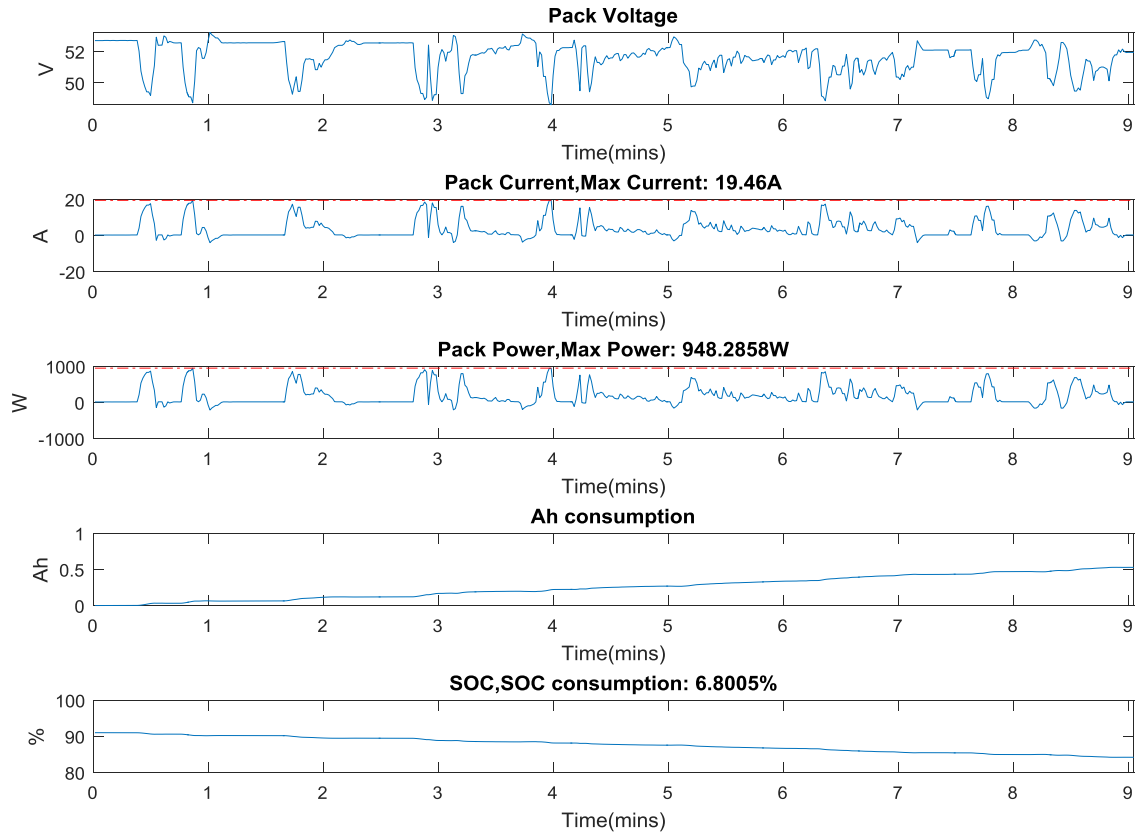 Pack Voltage
52
50
V
0 1 2 3 4 5 6 7 8 9
Time(mins)
Pack Current,Max Current: 19.46A
20
0
-20
A
0 1 2 3 4 5 6 7 8 9
Time(mins)
Pack Power,Max Power: 948.2858W
1000
0
-1000
W
0 1 2 3 4 5 6 7 8 9
Time(mins)
Ah consumption
1
0.5
0
Ah
0 1 2 3 4 5 6 7 8 9
Time(mins)
SOC,SOC consumption: 6.8005%
100
90
80
%
0 1 2 3 4 5 6 7 8 9
Time(mins)